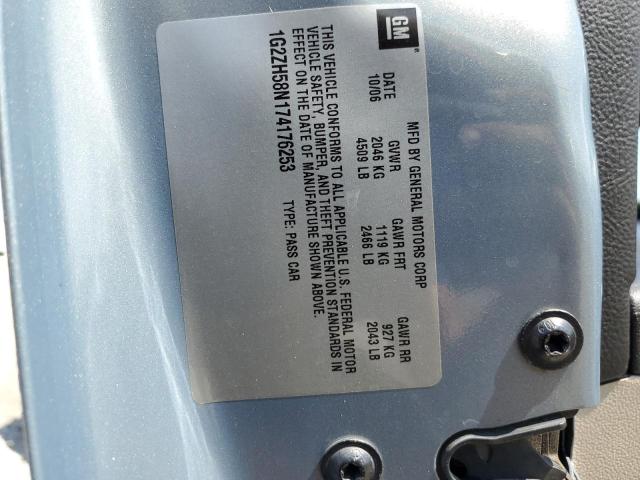 GM
DATE
10/06
MFD BY GENERAL MOTORS CORP
GVWR GAWR FRT GAWR RR
2046 KG 1119 KG 927 KG
4509 LB 2466 LB 2043 LB
THIS VEHICLE CONFORMS TO ALL APPLICABLE U.S. FEDERAL MOTOR
VEHICLE SAFETY, BUMPER, AND THEFT PREVENTION STANDARDS IN
EFFECT ON THE DATE OF MANUFACTURE SHOWN ABOVE.
1G2ZH58N174176253 TYPE: PASS CAR